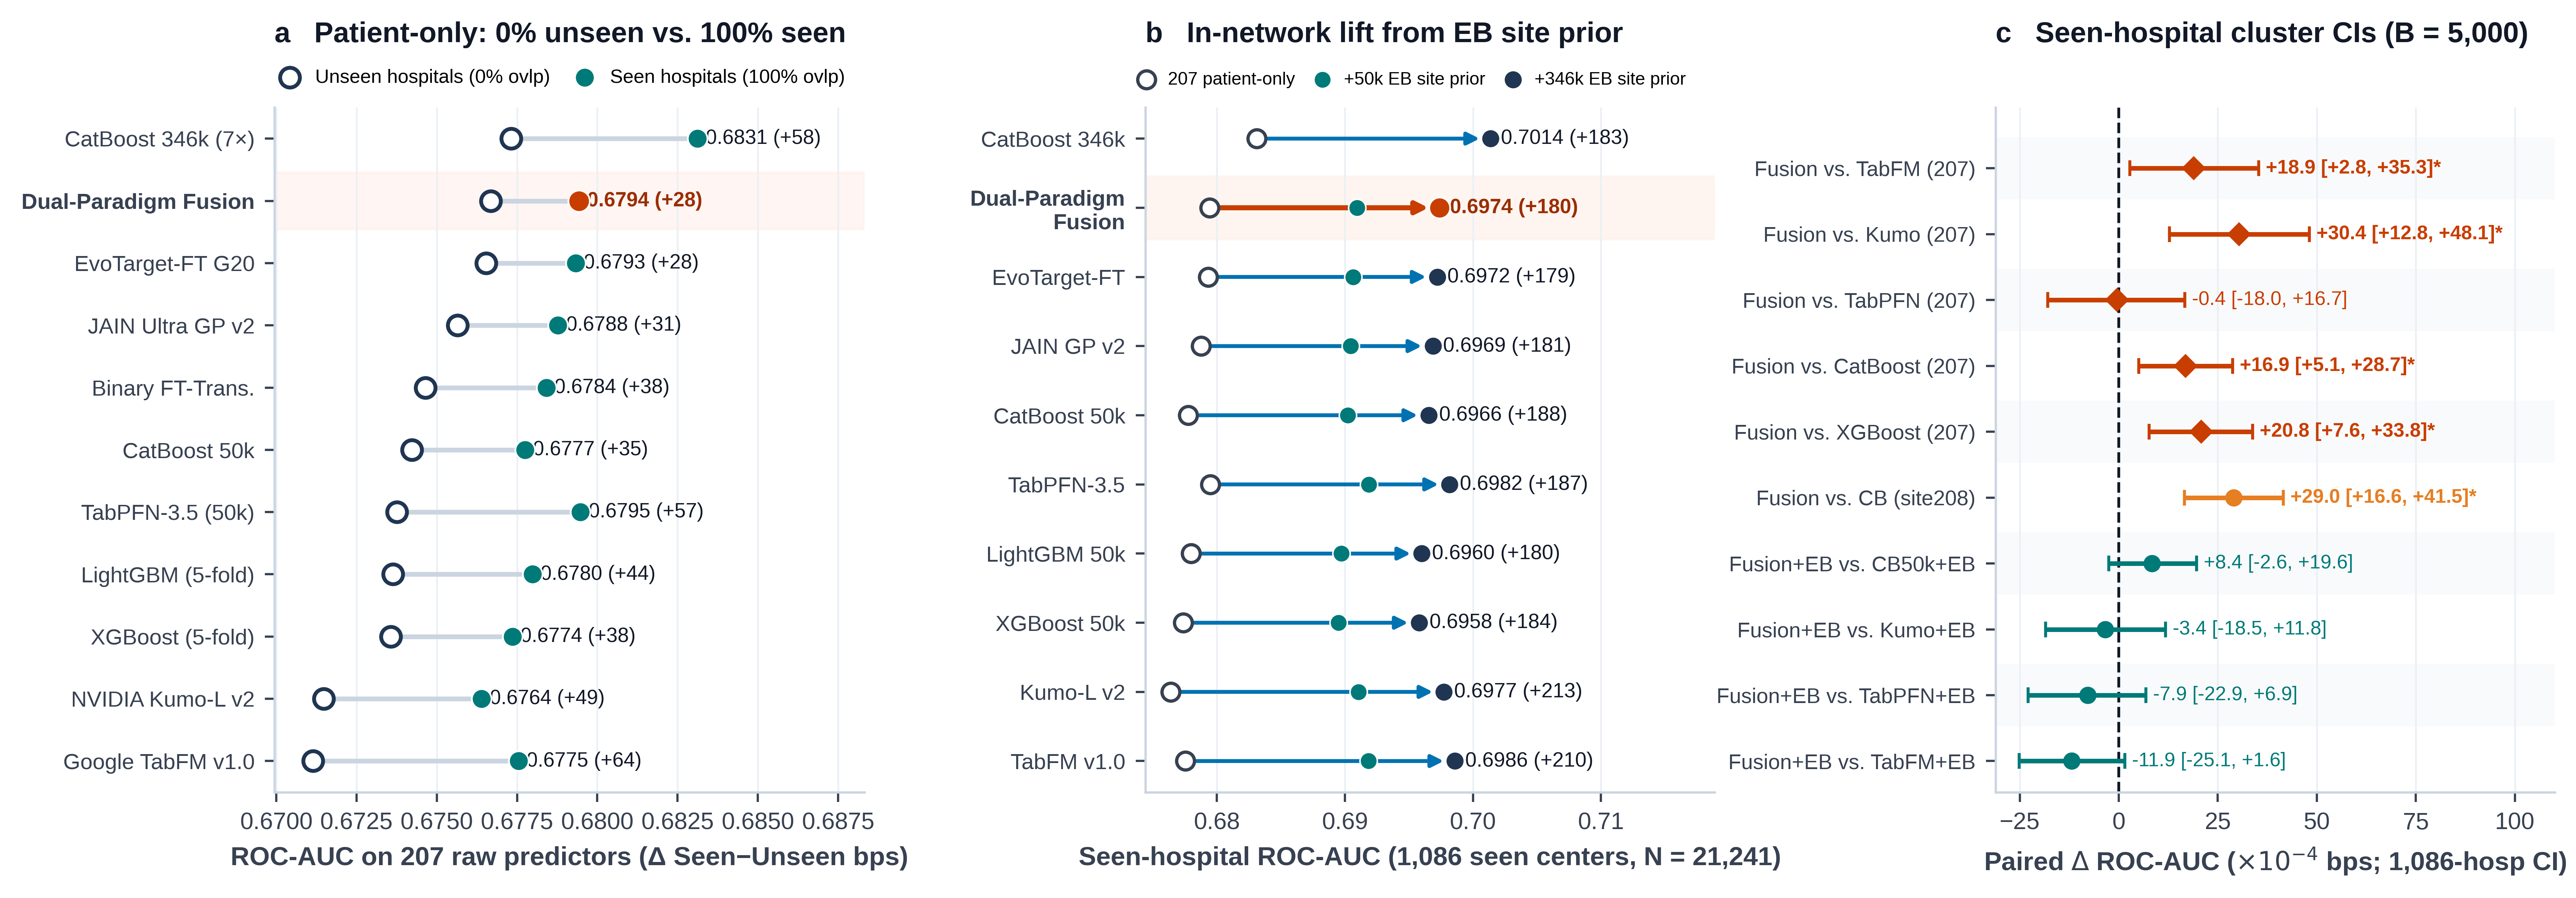 a Patient-only: 0% unseen vs. 100% seen
Unseen hospitals (0% ovlp) Seen hospitals (100% ovlp)
CatBoost 346k (7×) 0.6831 (+58)
Dual-Paradigm Fusion 0.6794 (+28)
EvoTarget-FT G20 0.6793 (+28)
JAIN Ultra GP v2 0.6788 (+31)
Binary FT-Trans. 0.6784 (+38)
CatBoost 50k 0.6777 (+35)
TabPFN-3.5 (50k) 0.6795 (+57)
LightGBM (5-fold) 0.6780 (+44)
XGBoost (5-fold) 0.6774 (+38)
NVIDIA Kumo-L v2 0.6764 (+49)
Google TabFM v1.0 0.6775 (+64)
0.6700 0.6725 0.6750 0.6775 0.6800 0.6825 0.6850 0.6875
ROC-AUC on 207 raw predictors (Δ Seen−Unseen bps)
b In-network lift from EB site prior
207 patient-only +50k EB site prior +346k EB site prior
CatBoost 346k 0.7014 (+183)
Dual-Paradigm
Fusion 0.6974 (+180)
EvoTarget-FT 0.6972 (+179)
JAIN GP v2 0.6969 (+181)
CatBoost 50k 0.6966 (+188)
TabPFN-3.5 0.6982 (+187)
LightGBM 50k 0.6960 (+180)
XGBoost 50k 0.6958 (+184)
Kumo-L v2 0.6977 (+213)
TabFM v1.0 0.6986 (+210)
0.68 0.69 0.70 0.71
Seen-hospital ROC-AUC (1,086 seen centers, N = 21,241)
c Seen-hospital cluster CIs (B = 5,000)
Fusion vs. TabFM (207) +18.9 [+2.8, +35.3]*
Fusion vs. Kumo (207) +30.4 [+12.8, +48.1]*
Fusion vs. TabPFN (207) -0.4 [-18.0, +16.7]
Fusion vs. CatBoost (207) +16.9 [+5.1, +28.7]*
Fusion vs. XGBoost (207) +20.8 [+7.6, +33.8]*
Fusion vs. CB (site208) +29.0 [+16.6, +41.5]*
Fusion+EB vs. CB50k+EB +8.4 [-2.6, +19.6]
Fusion+EB vs. Kumo+EB -3.4 [-18.5, +11.8]
Fusion+EB vs. TabPFN+EB -7.9 [-22.9, +6.9]
Fusion+EB vs. TabFM+EB -11.9 [-25.1, +1.6]
−25 0 25 50 75 100
Paired Δ ROC-AUC (×10⁻⁴ bps; 1,086-hosp CI)